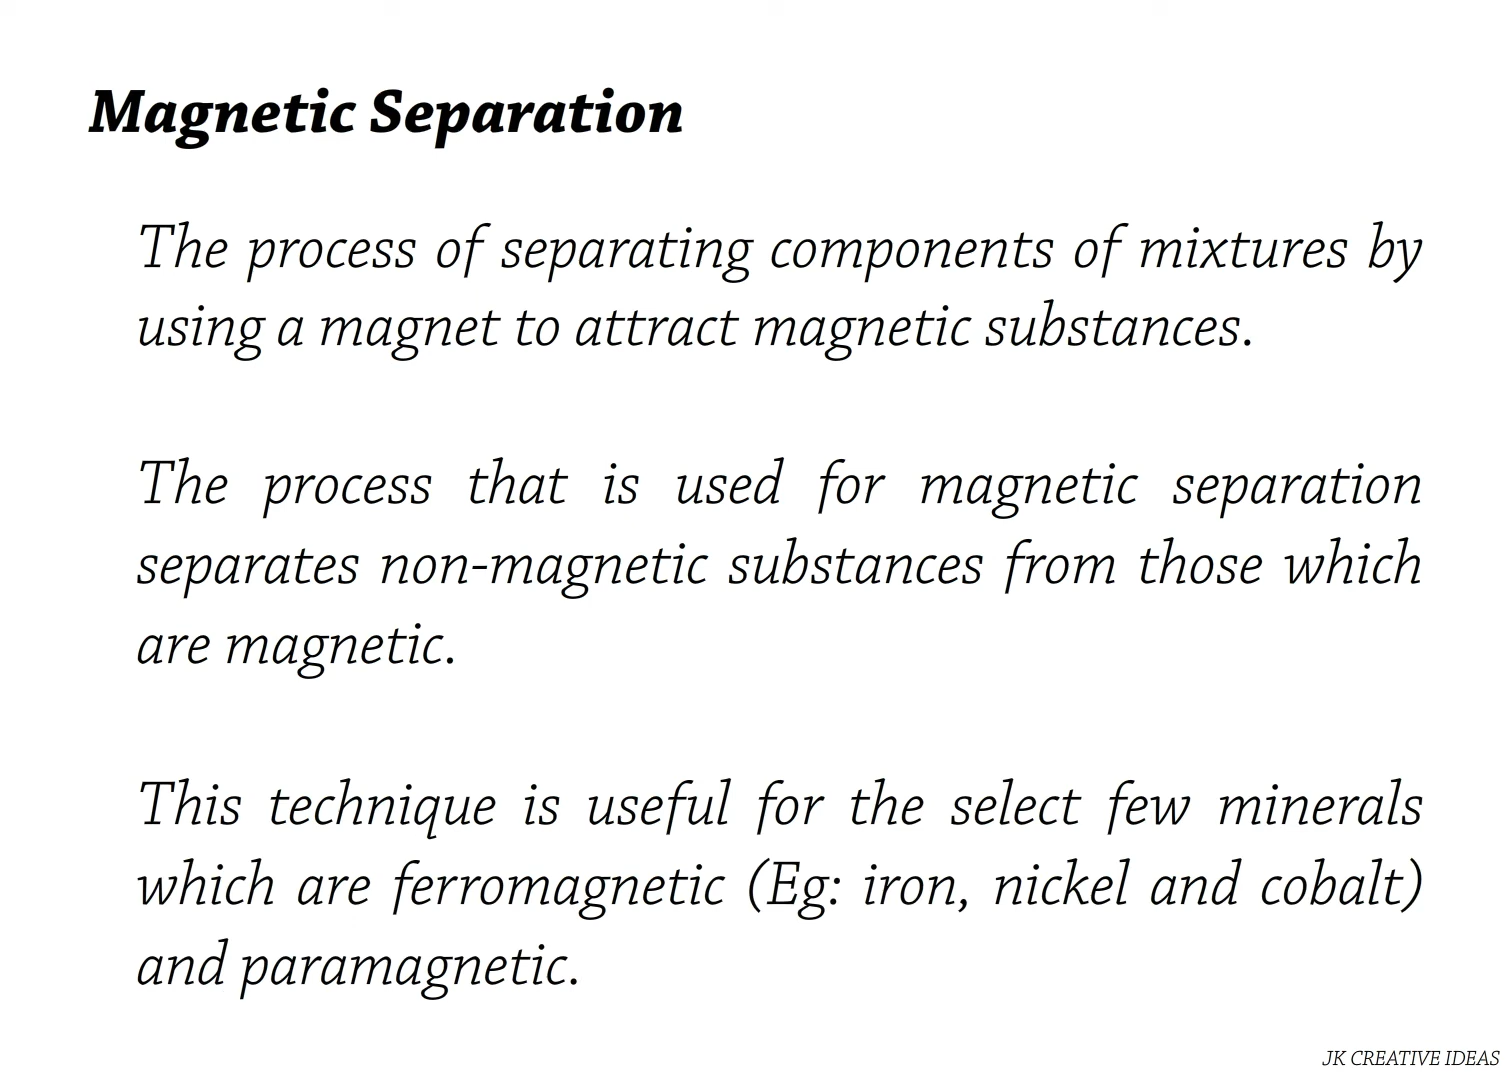 Magnetic Separation
The process of separating components of mixtures by
using a magnet to attract magnetic substances.
The process that is used for magnetic separation
separates non-magnetic substances from those which
are magnetic.
This technique is useful for the select few minerals
which are ferromagnetic (Eg: iron, nickel and cobalt)
and paramagnetic.
JK CREATIVE IDEAS